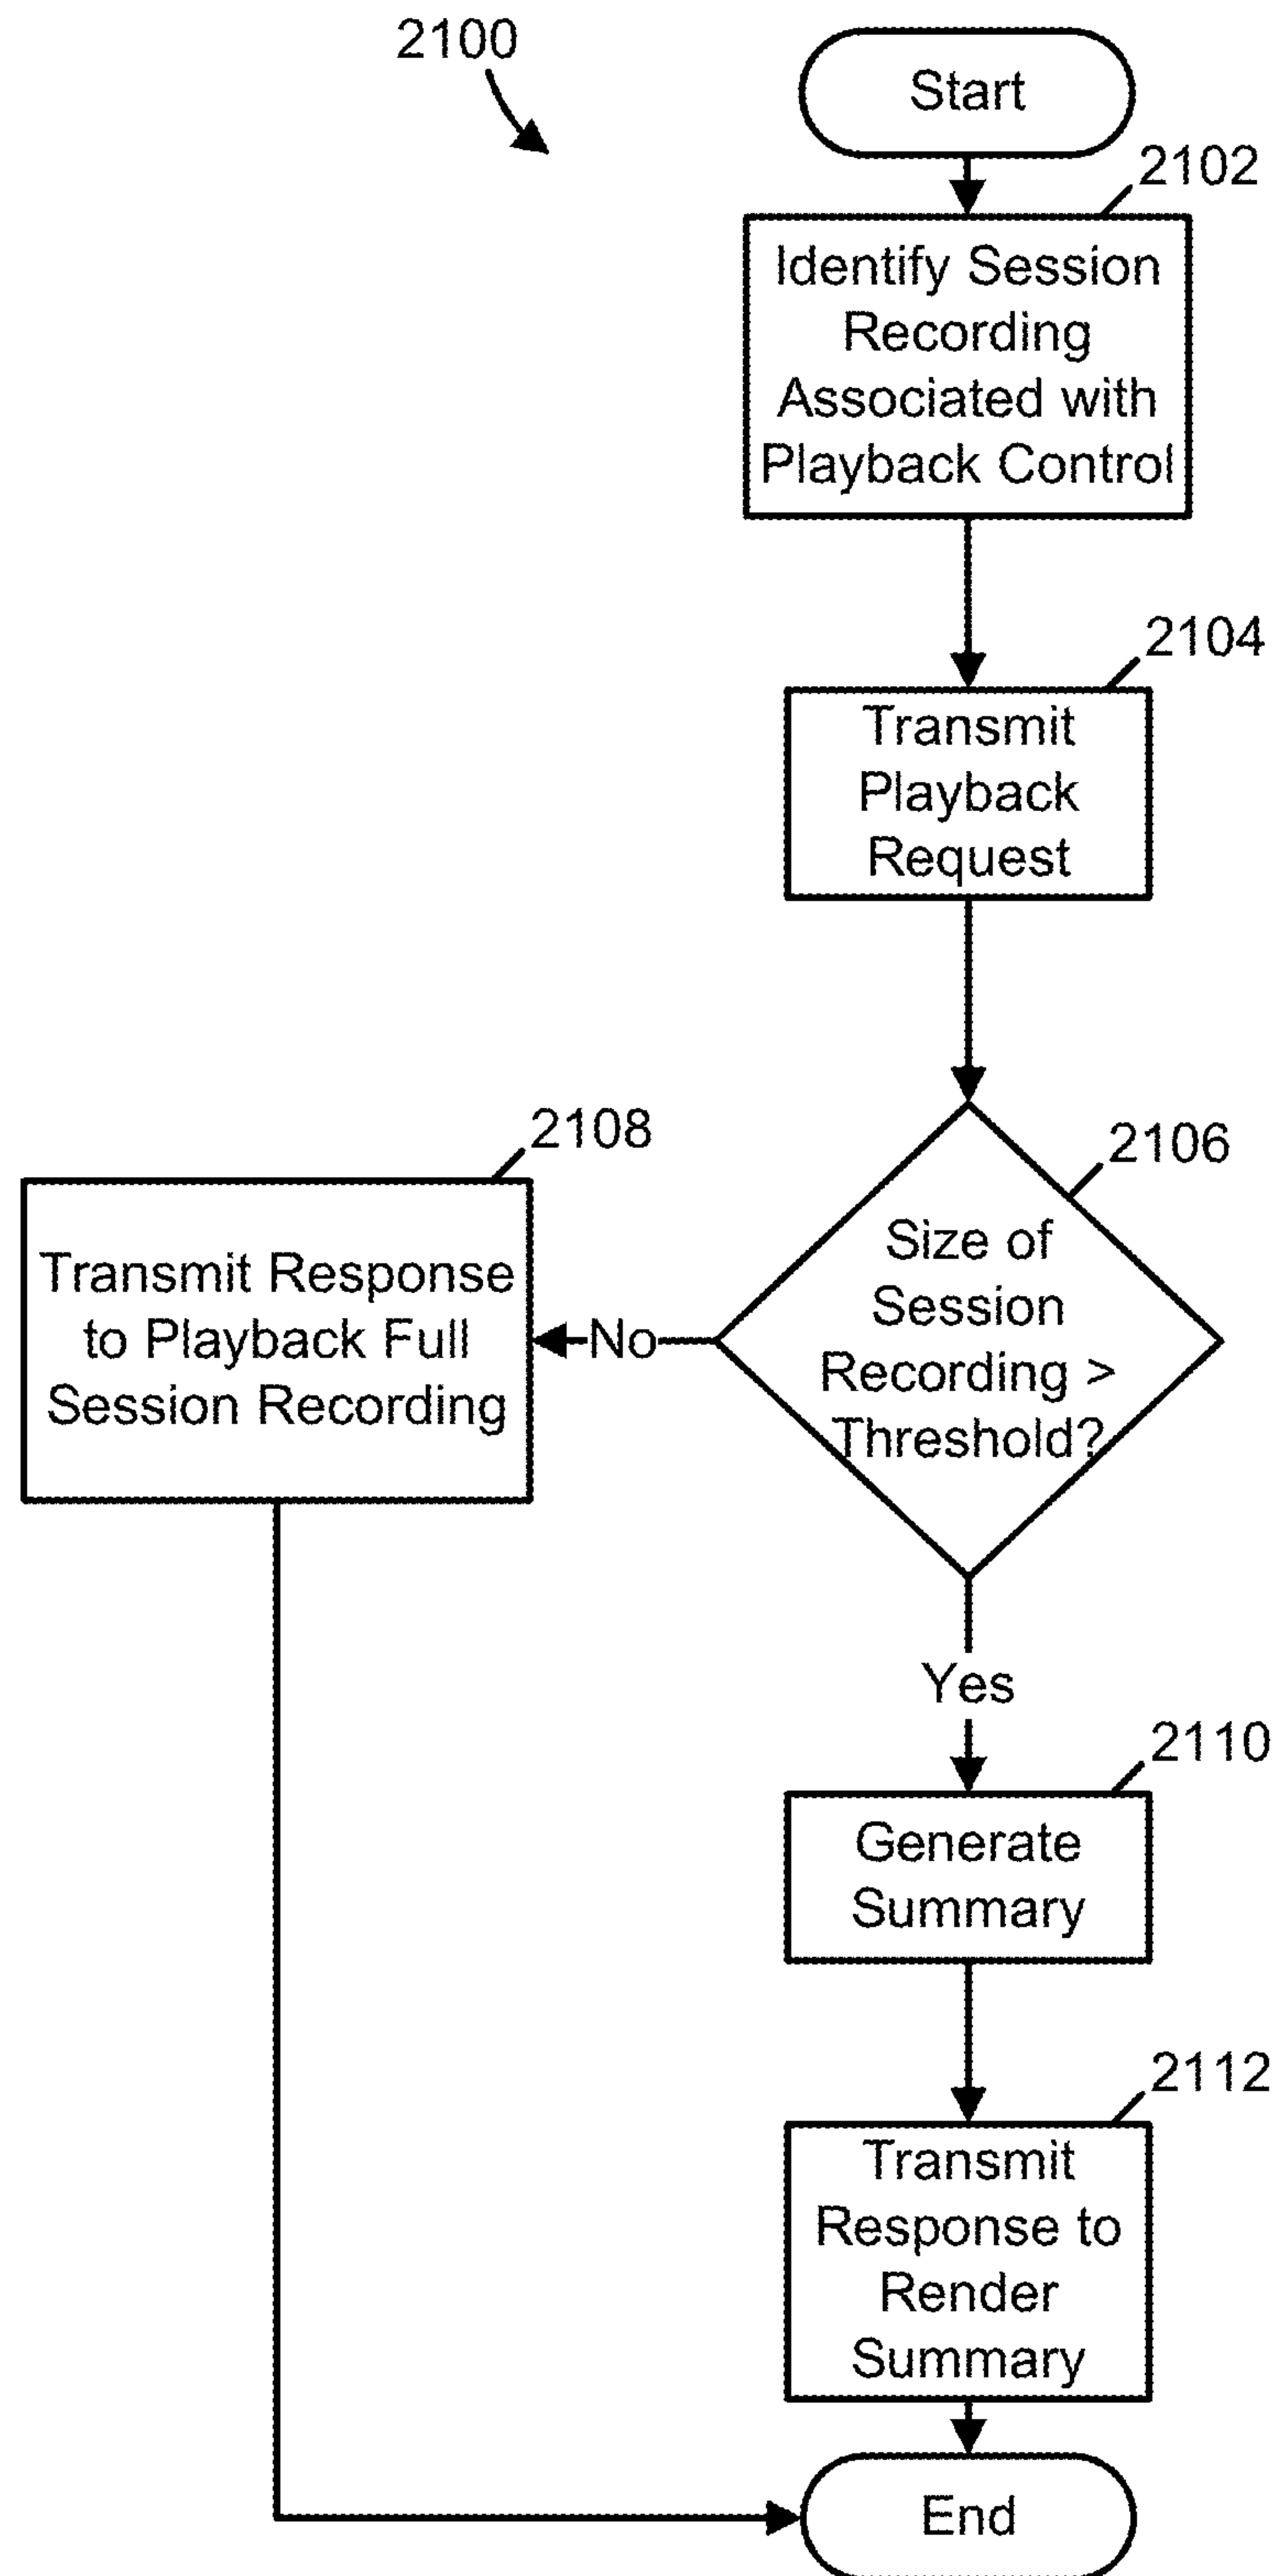 2100
Start
2102
Identify Session
Recording
Associated with
Playback Control
2104
Transmit
Playback
Request
2106
Size of
Session
Recording >
Threshold?
No
2108
Transmit Response
to Playback Full
Session Recording
Yes
2110
Generate
Summary
2112
Transmit
Response to
Render
Summary
End